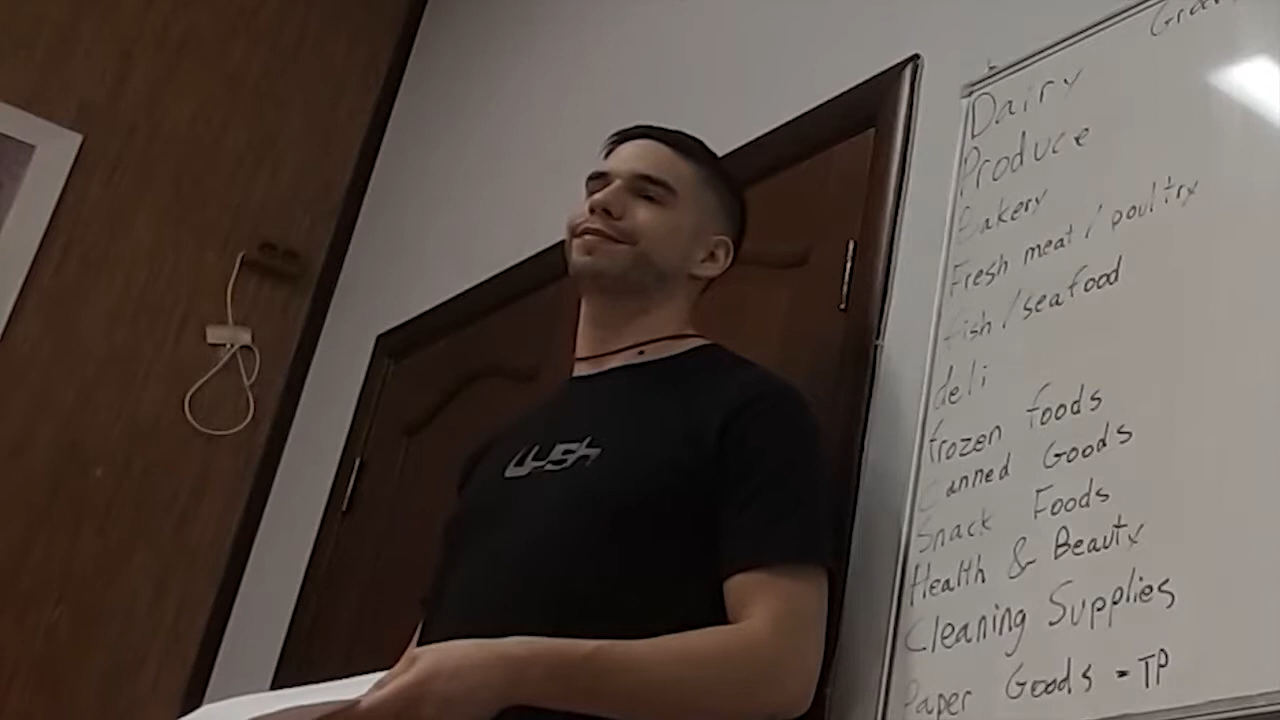 Dairy
Produce
Bakery
Fresh meat / poultry
fish / seafood
deli
frozen foods
Canned Goods
Snack Foods
Health & Beauty
Cleaning Supplies
Paper Goods - TP